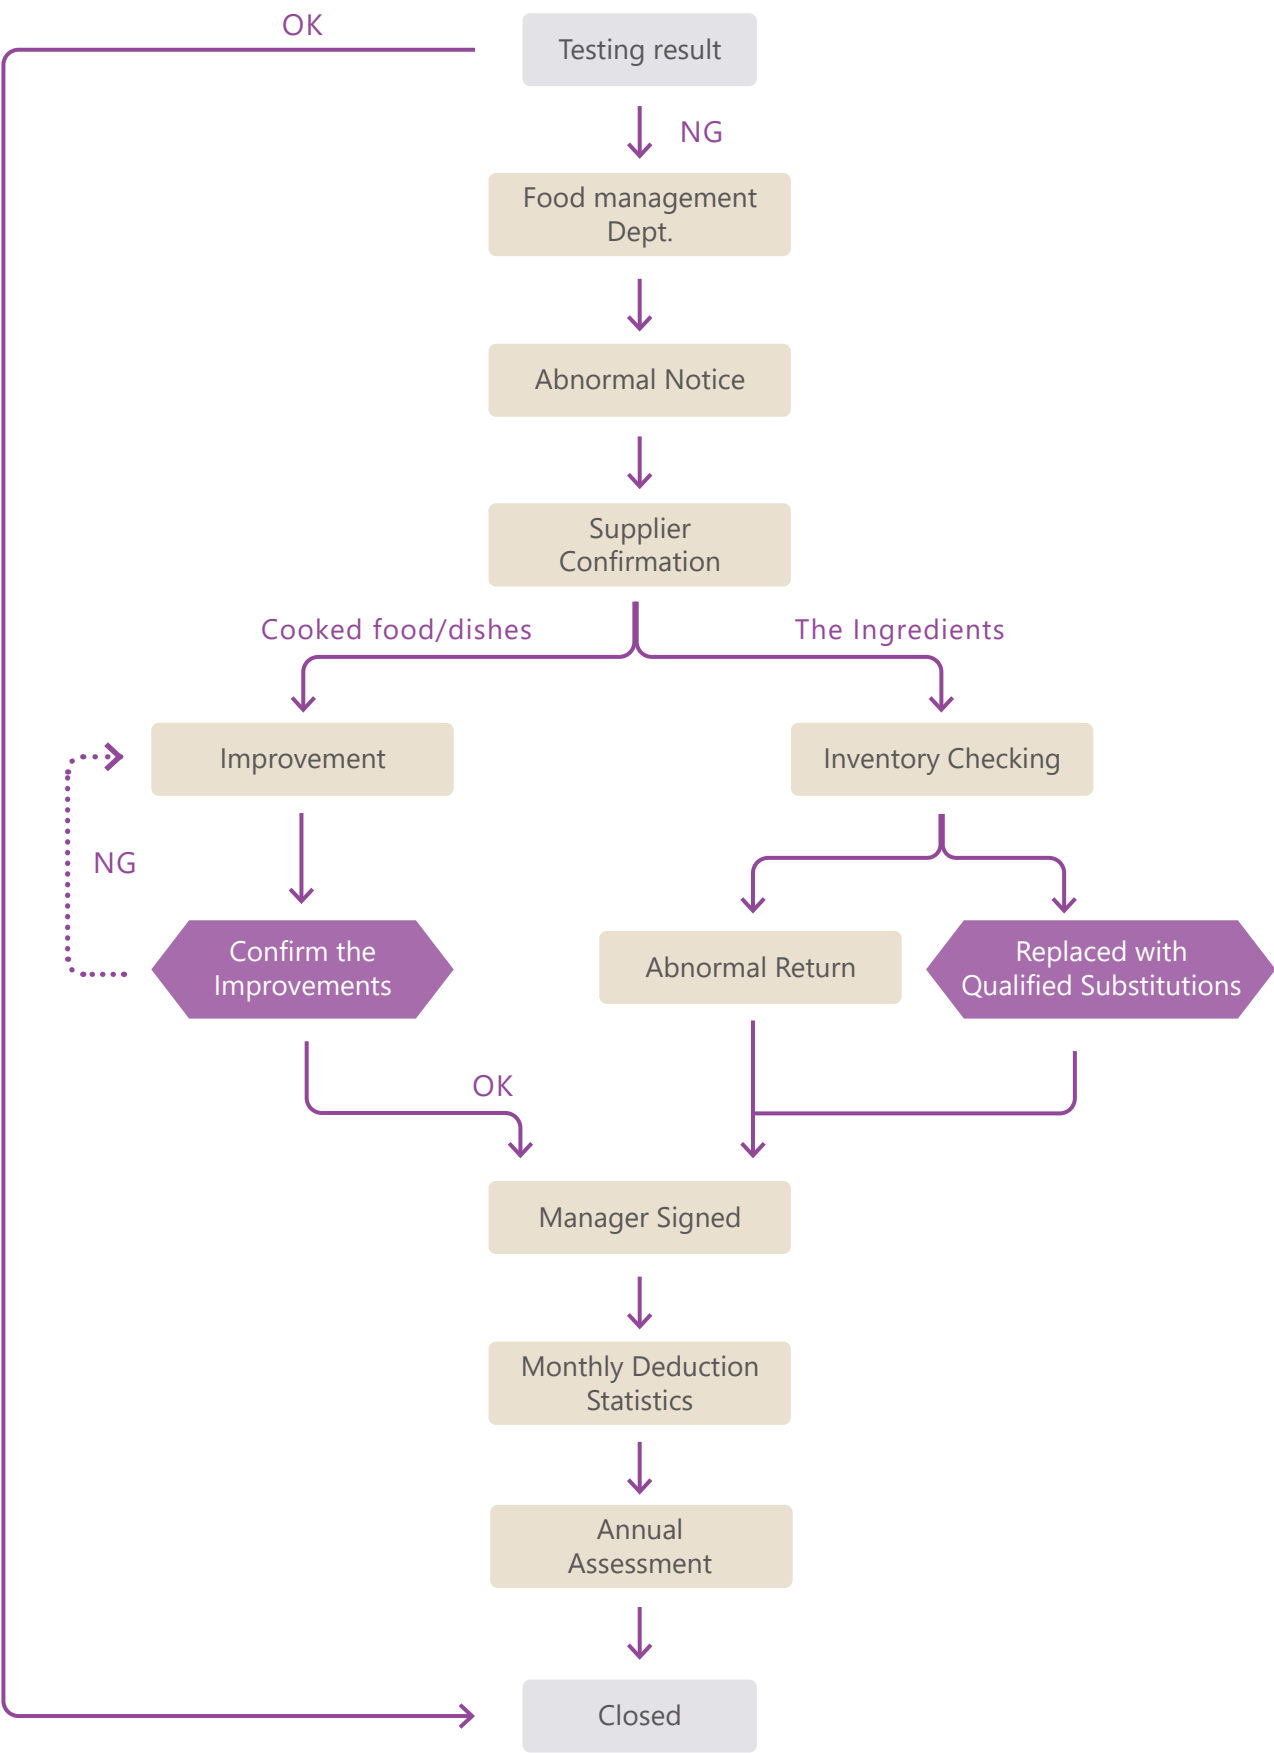 OK
Testing result
NG
Food management
Dept.
Abnormal Notice
Supplier
Confirmation
Cooked food/dishes
The Ingredients
Improvement
Inventory Checking
NG
Confirm the
Improvements
Abnormal Return
Replaced with
Qualified Substitutions
OK
Manager Signed
Monthly Deduction
Statistics
Annual
Assessment
Closed